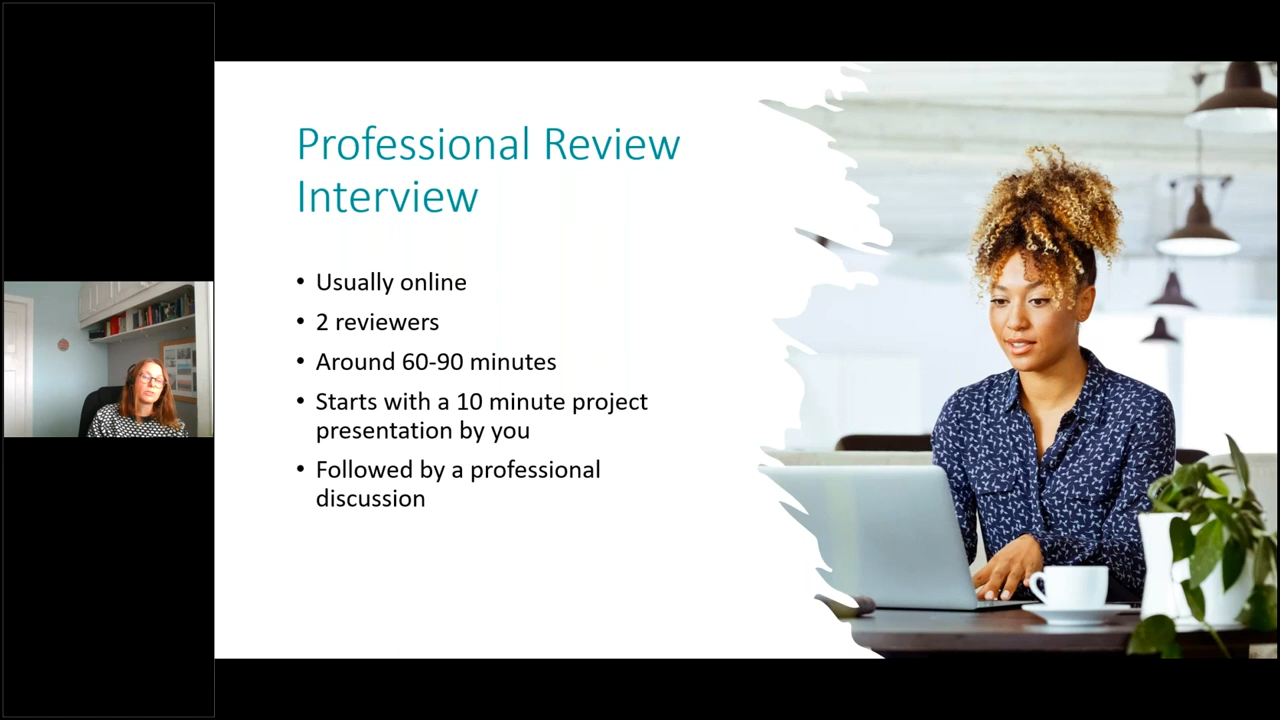 Professional Review
Interview
• Usually online
• 2 reviewers
• Around 60-90 minutes
• Starts with a 10 minute project
presentation by you
• Followed by a professional
discussion